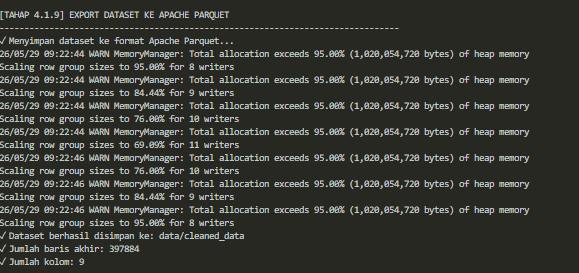 [TAHAP 4.1.9] EXPORT DATASET KE APACHE PARQUET
----------------------------------------------------------------------
✓ Menyimpan dataset ke format Apache Parquet...
26/05/29 09:22:44 WARN MemoryManager: Total allocation exceeds 95.00% (1,020,054,720 bytes) of heap memory
Scaling row group sizes to 95.00% for 8 writers
26/05/29 09:22:44 WARN MemoryManager: Total allocation exceeds 95.00% (1,020,054,720 bytes) of heap memory
Scaling row group sizes to 84.44% for 9 writers
26/05/29 09:22:44 WARN MemoryManager: Total allocation exceeds 95.00% (1,020,054,720 bytes) of heap memory
Scaling row group sizes to 76.00% for 10 writers
26/05/29 09:22:44 WARN MemoryManager: Total allocation exceeds 95.00% (1,020,054,720 bytes) of heap memory
Scaling row group sizes to 69.09% for 11 writers
26/05/29 09:22:46 WARN MemoryManager: Total allocation exceeds 95.00% (1,020,054,720 bytes) of heap memory
Scaling row group sizes to 76.00% for 10 writers
26/05/29 09:22:46 WARN MemoryManager: Total allocation exceeds 95.00% (1,020,054,720 bytes) of heap memory
Scaling row group sizes to 84.44% for 9 writers
26/05/29 09:22:46 WARN MemoryManager: Total allocation exceeds 95.00% (1,020,054,720 bytes) of heap memory
Scaling row group sizes to 95.00% for 8 writers
✓ Dataset berhasil disimpan ke: data/cleaned_data
✓ Jumlah baris akhir: 397884
✓ Jumlah kolom: 9